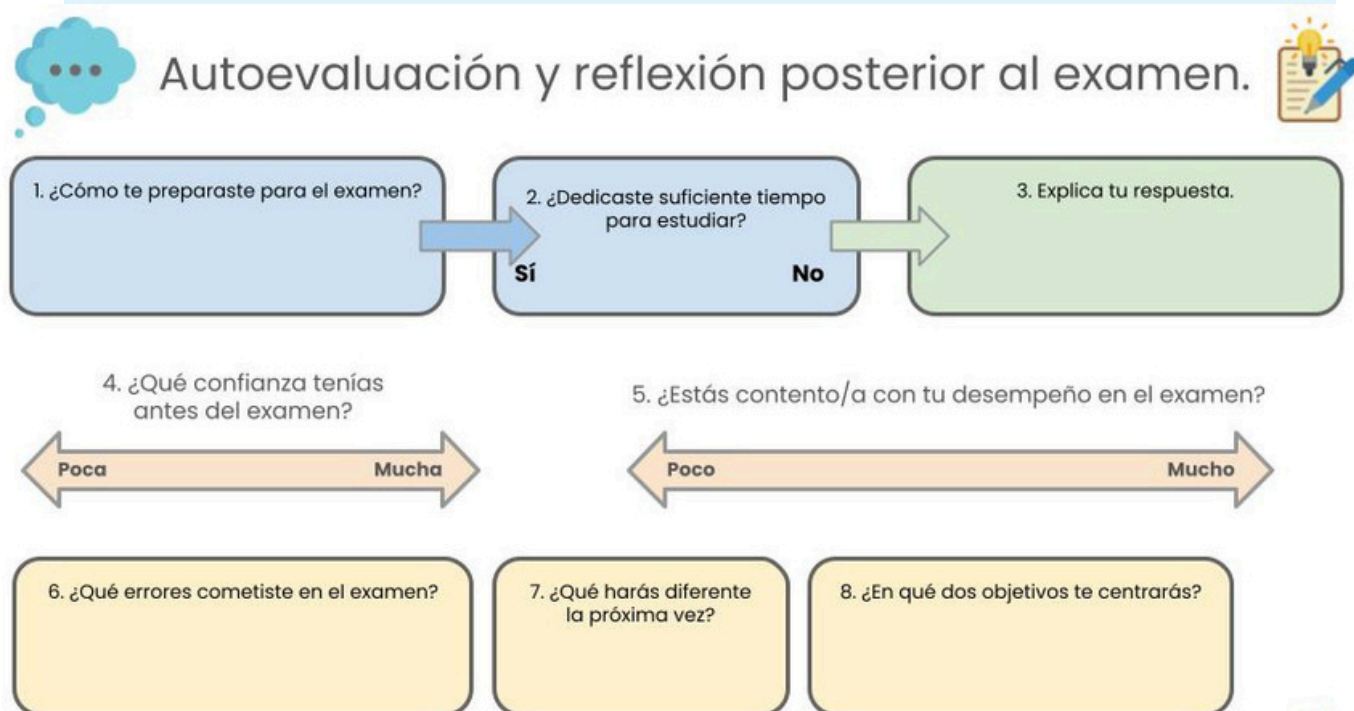 Autoevaluación y reflexión posterior al examen.
1. ¿Cómo te preparaste para el examen?
2. ¿Dedicaste suficiente tiempo
para estudiar?
Sí
No
3. Explica tu respuesta.
4. ¿Qué confianza tenías
antes del examen?
Poca
Mucha
5. ¿Estás contento/a con tu desempeño en el examen?
Poco
Mucho
6. ¿Qué errores cometiste en el examen?
7. ¿Qué harás diferente
la próxima vez?
8. ¿En qué dos objetivos te centrarás?